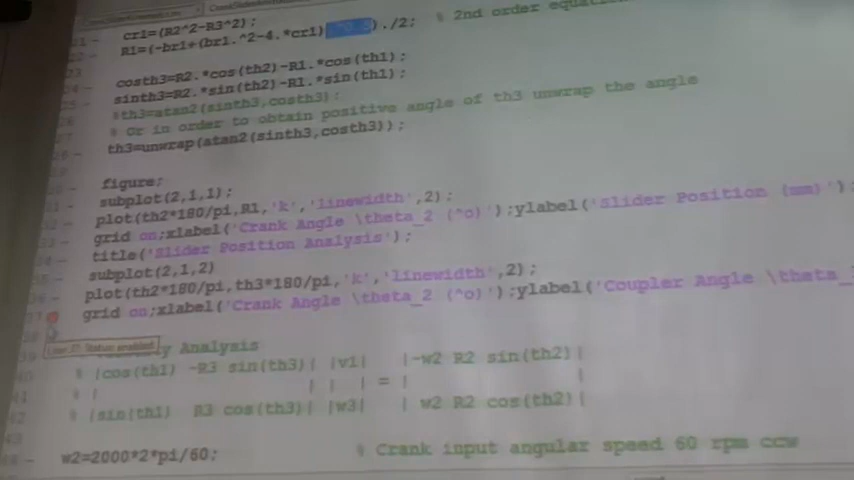 cr1=(R2^2-R3^2);
R1=(-br1+(br1.^2-4.*cr1)         )./2; % 2nd order
costh3=R2.*cos(th2)-R1.*cos(th1);
sinth3=R2.*sin(th2)-R1.*sin(th1);
%th3=atan2(sinth3,costh3);
% Or in order to obtain positive angle of th3 unwrap the angle
th3=unwrap(atan2(sinth3,costh3));
figure;
subplot(2,1,1);
plot(th2*180/pi,R1,'k','linewidth',2);
grid on;xlabel('Crank Angle \theta_2 (^o)');ylabel('Slider Position (mm)');
title('Slider Position Analysis');
subplot(2,1,2)
plot(th2*180/pi,th3*180/pi,'k','linewidth',2);
grid on;xlabel('Crank Angle \theta_2 (^o)');ylabel('Coupler Angle \theta_
Analysis
% |cos(th1) -R3 sin(th3)| |v1| |-w2 R2 sin(th2)|
% | | | | = | |
% |sin(th1) R3 cos(th3)| |w3| | w2 R2 cos(th2)|
w2=2000*2*pi/60; % Crank input angular speed 60 rpm ccw